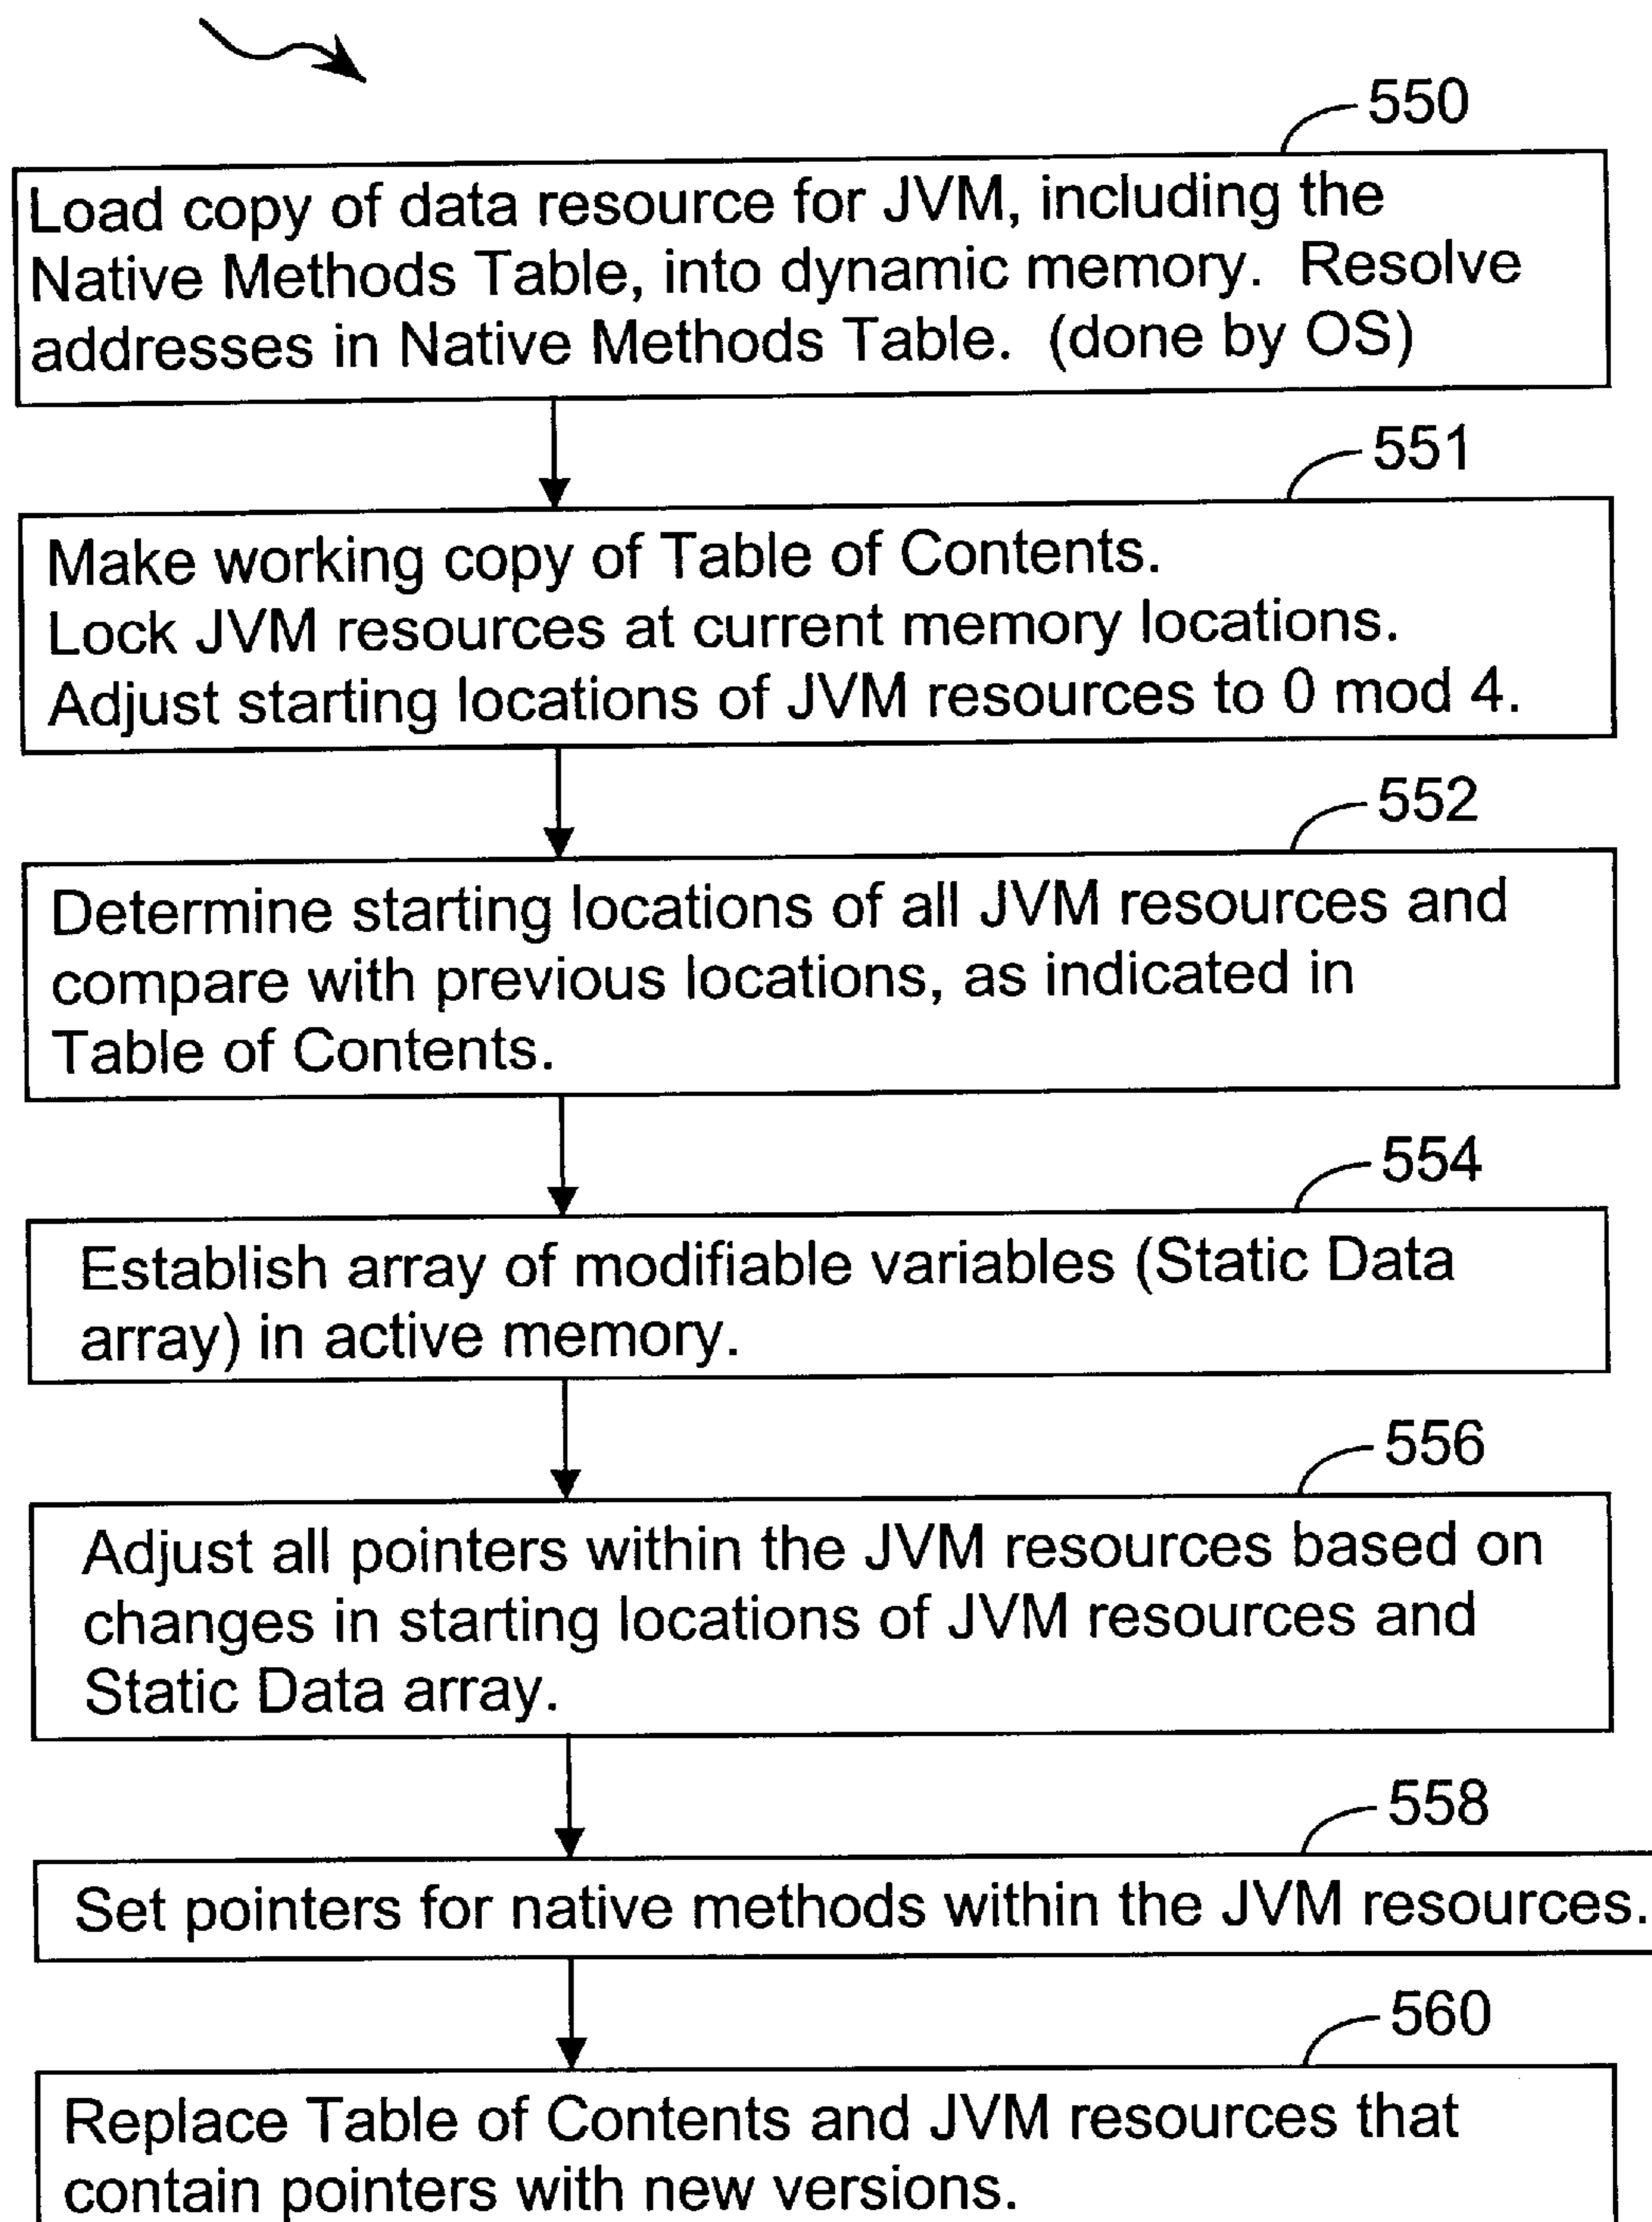 550
Load copy of data resource for JVM, including the
Native Methods Table, into dynamic memory. Resolve
addresses in Native Methods Table. (done by OS)
551
Make working copy of Table of Contents.
Lock JVM resources at current memory locations.
Adjust starting locations of JVM resources to 0 mod 4.
552
Determine starting locations of all JVM resources and
compare with previous locations, as indicated in
Table of Contents.
554
Establish array of modifiable variables (Static Data
array) in active memory.
556
Adjust all pointers within the JVM resources based on
changes in starting locations of JVM resources and
Static Data array.
558
Set pointers for native methods within the JVM resources.
560
Replace Table of Contents and JVM resources that
contain pointers with new versions.